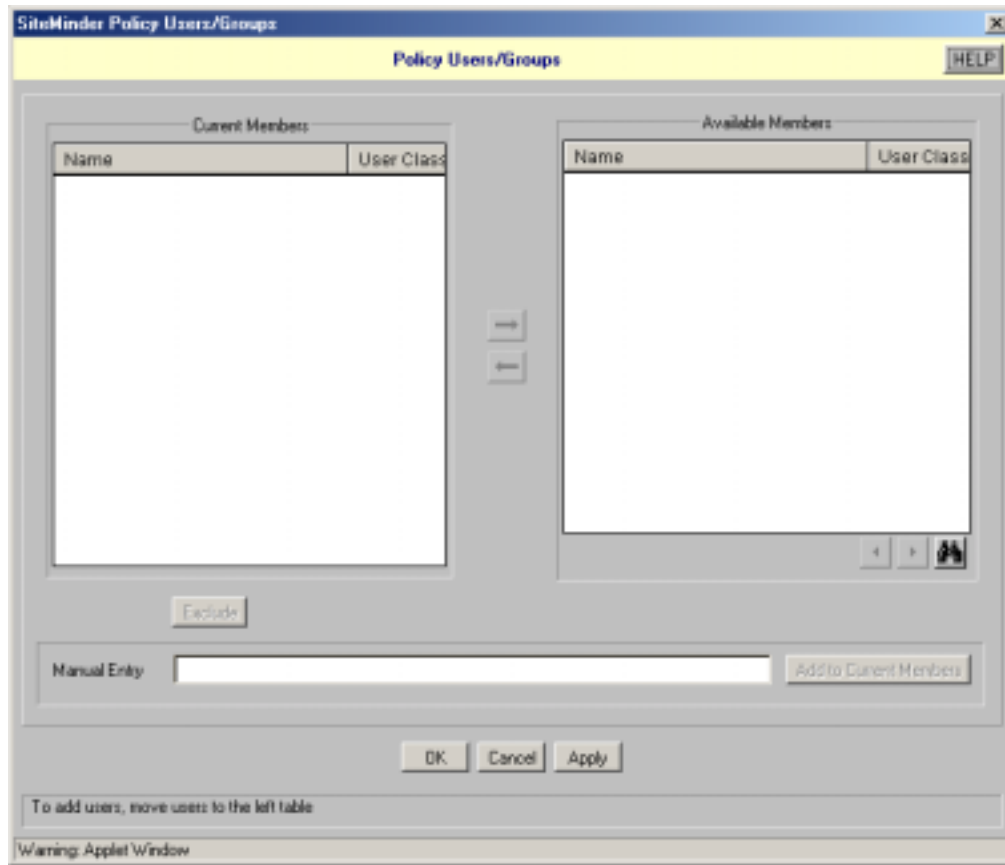 SiteMinder Policy Users/Groups
Policy Users/Groups
HELP
Current Members
Name
User Class
Available Members
Name
User Class
Exclude
Manual Entry
Add to Current Members
OK
Cancel
Apply
To add users, move users to the left table
Warning: Applet Window